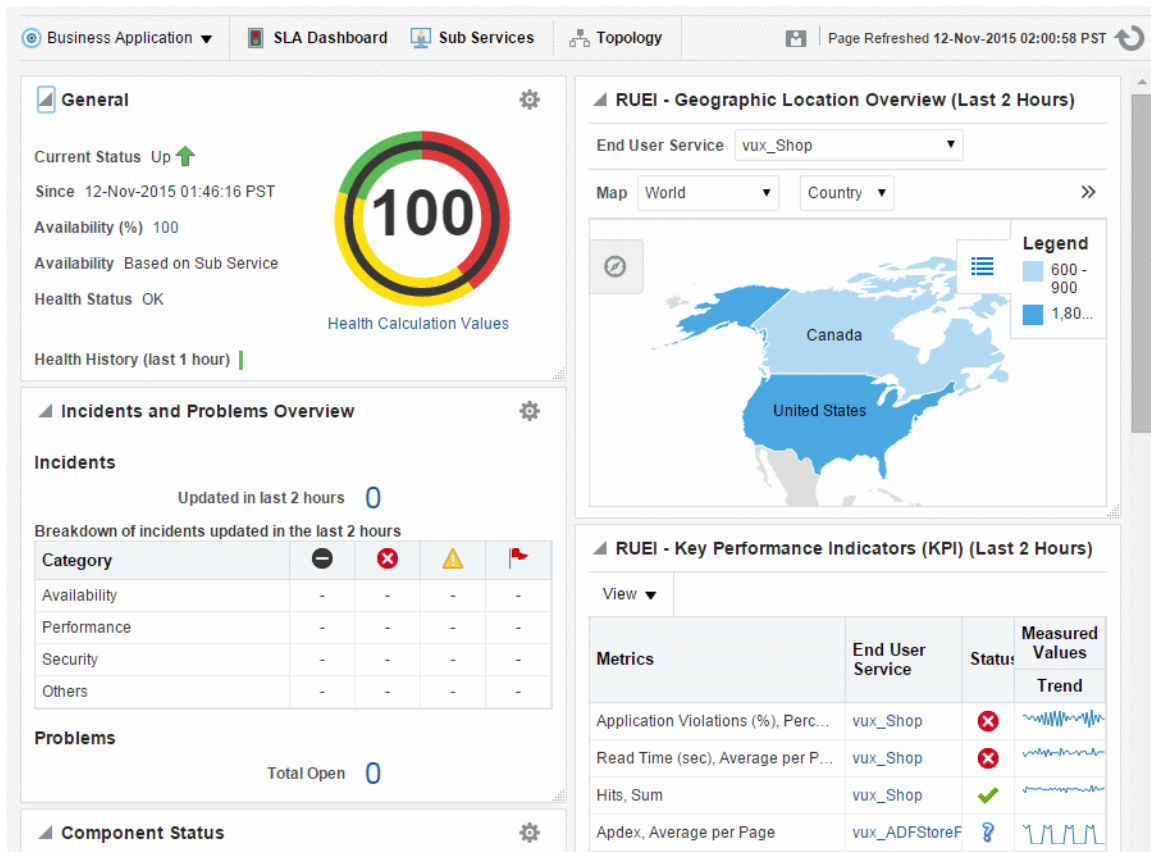 Business Application
SLA Dashboard
Sub Services
Topology
Page Refreshed 12-Nov-2015 02:00:58 PST
General
Current Status Up
Since 12-Nov-2015 01:46:16 PST
Availability (%) 100
Availability Based on Sub Service
Health Status OK
100
Health Calculation Values
Health History (last 1 hour)
Incidents and Problems Overview
Incidents
Updated in last 2 hours 0
Breakdown of incidents updated in the last 2 hours
Category
Availability - - - -
Performance - - - -
Security - - - -
Others - - - -
Problems
Total Open 0
Component Status
RUEI - Geographic Location Overview (Last 2 Hours)
End User Service vux_Shop
Map World Country
Legend
600 -
900
1,80...
Canada
United States
RUEI - Key Performance Indicators (KPI) (Last 2 Hours)
View
Metrics
End User
Service
Status
Measured
Values
Trend
Application Violations (%), Perc... vux_Shop
Read Time (sec), Average per P... vux_Shop
Hits, Sum vux_Shop
Apdex, Average per Page vux_ADFStoreF